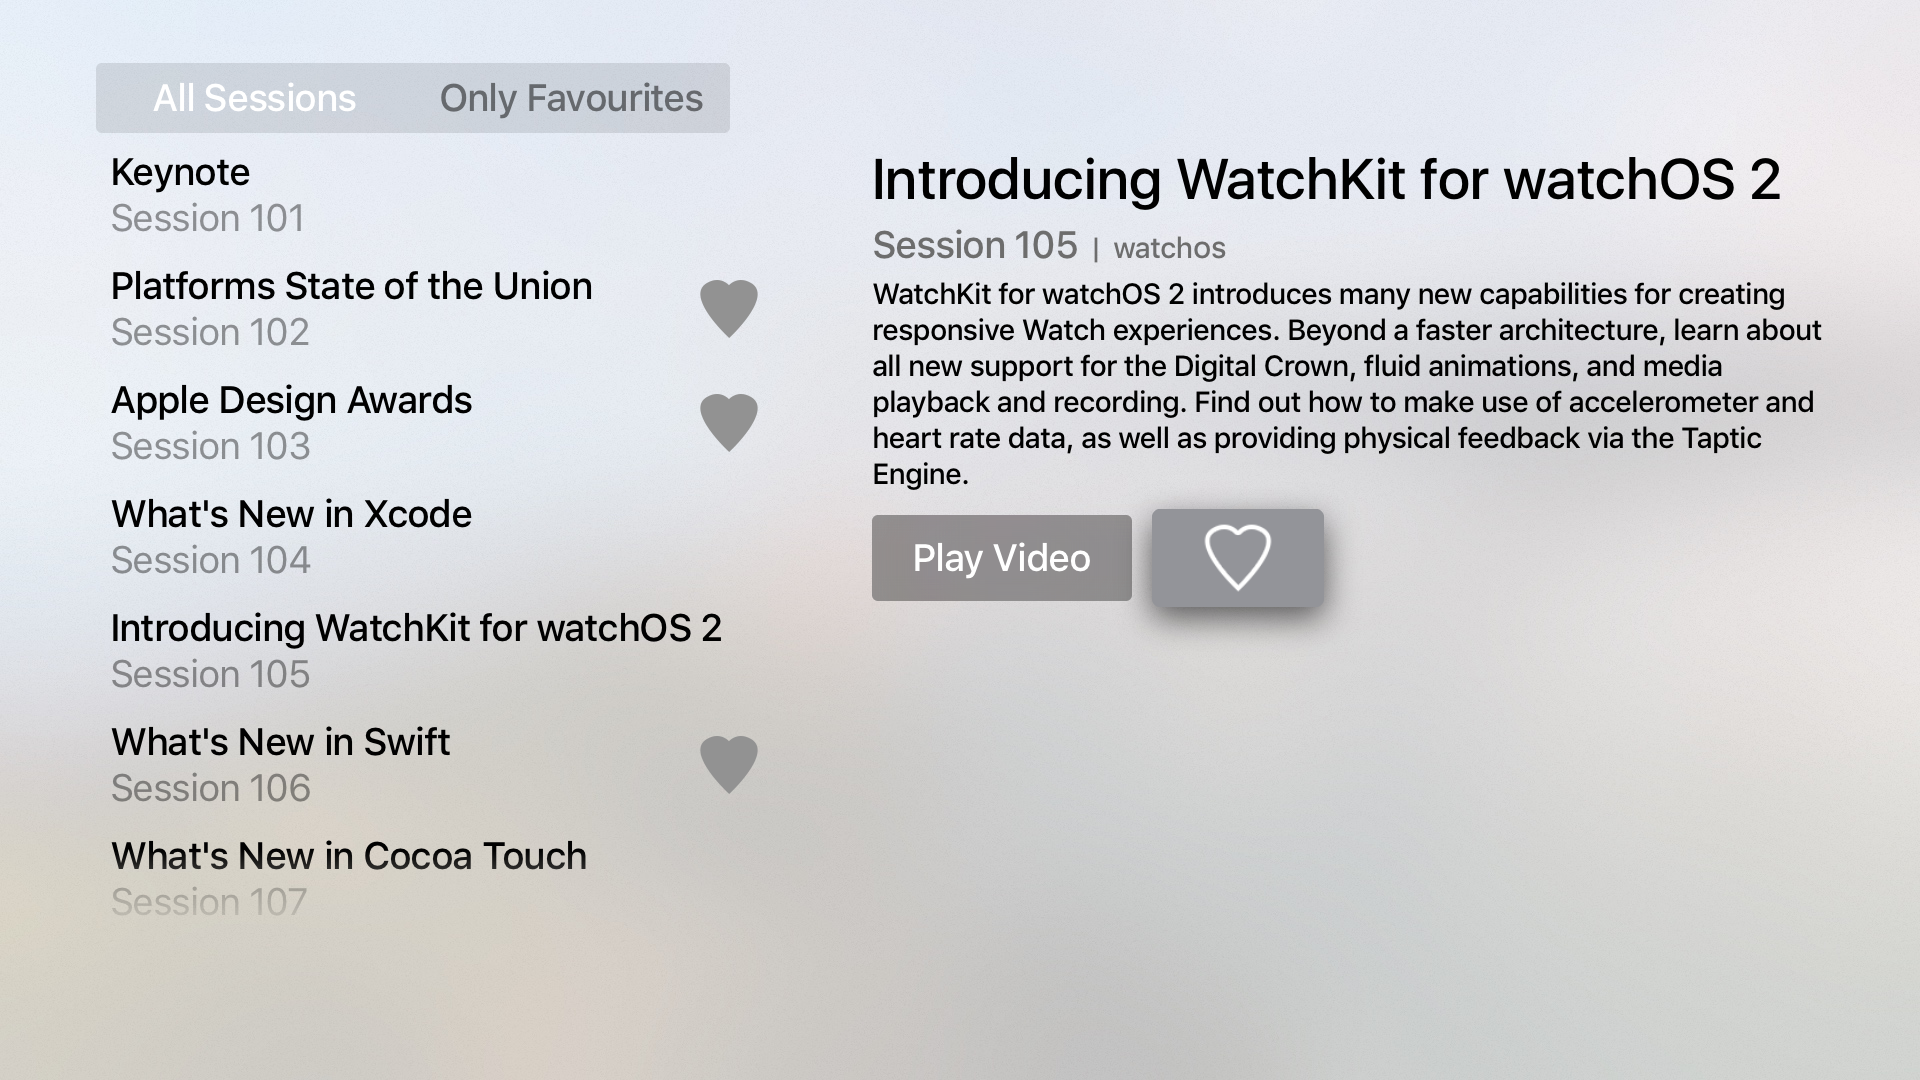 All Sessions
Only Favourites
Keynote
Session 101
Platforms State of the Union
Session 102
Apple Design Awards
Session 103
What's New in Xcode
Session 104
Introducing WatchKit for watchOS 2
Session 105
What's New in Swift
Session 106
What's New in Cocoa Touch
Session 107
Introducing WatchKit for watchOS 2
Session 105 | watchos
WatchKit for watchOS 2 introduces many new capabilities for creating
responsive Watch experiences. Beyond a faster architecture, learn about
all new support for the Digital Crown, fluid animations, and media
playback and recording. Find out how to make use of accelerometer and
heart rate data, as well as providing physical feedback via the Taptic
Engine.
Play Video